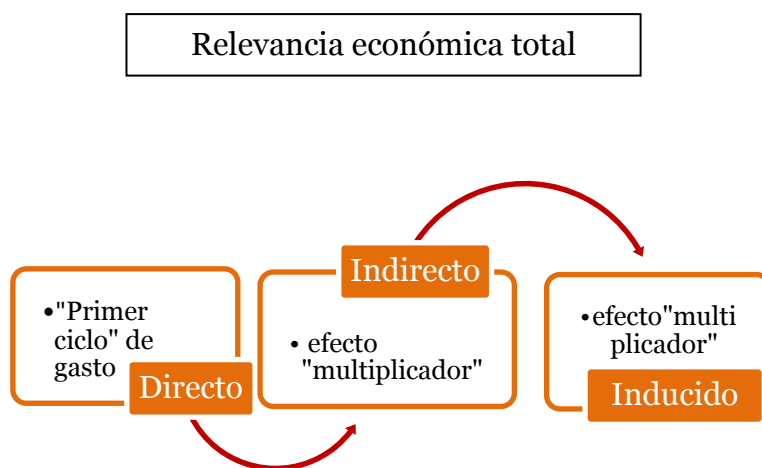 Relevancia económica total
•"Primer
ciclo" de
gasto
Directo
Indirecto
• efecto
"multiplicador"
•efecto"multi
plicador"
Inducido